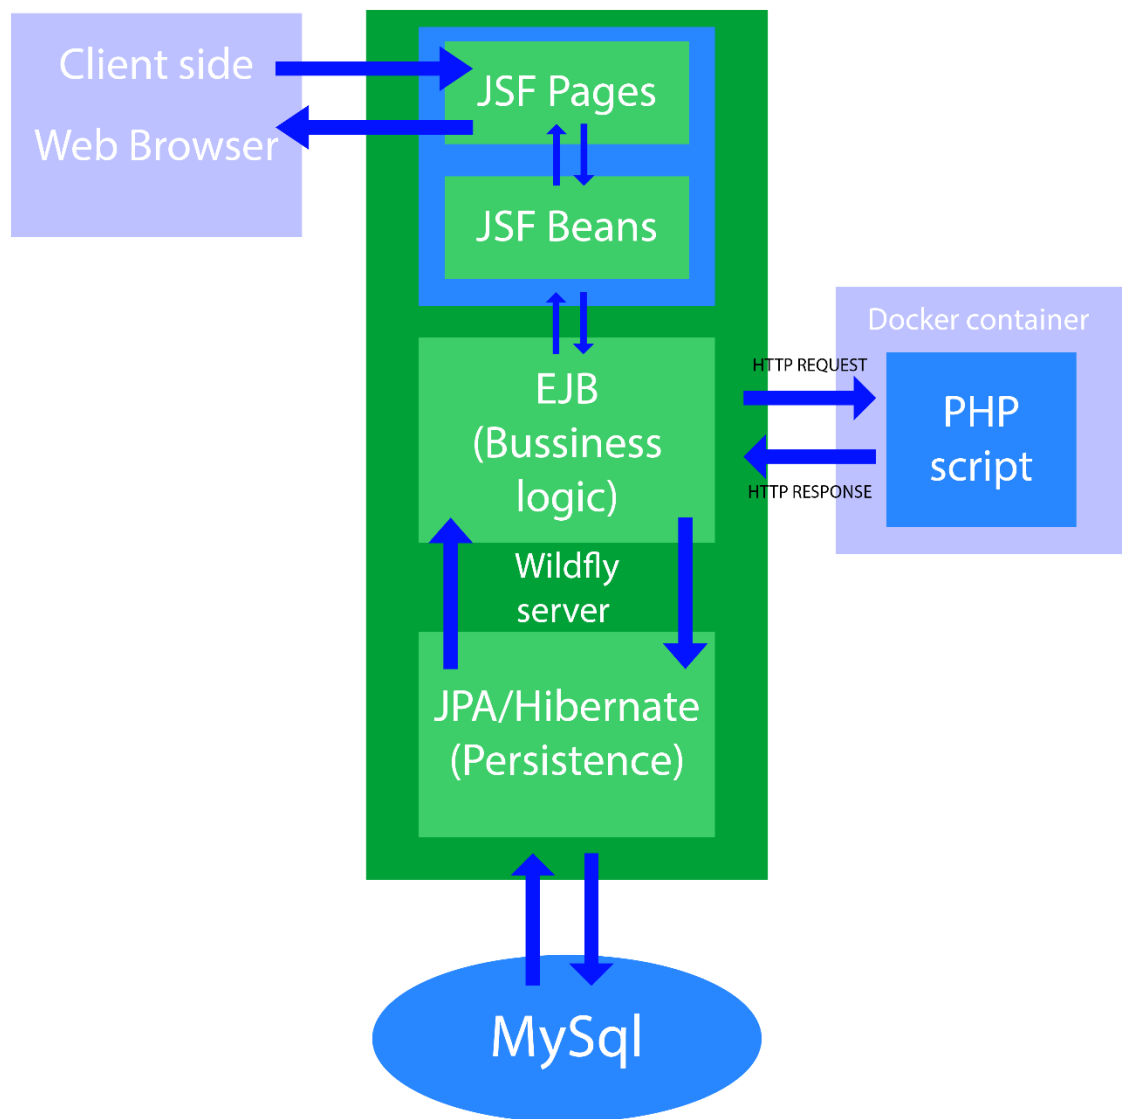 Client side
Web Browser
JSF Pages
JSF Beans
Docker container
HTTP REQUEST
PHP
script
HTTP RESPONSE
EJB
(Bussiness
logic)
Wildfly
server
JPA/Hibernate
(Persistence)
MySql